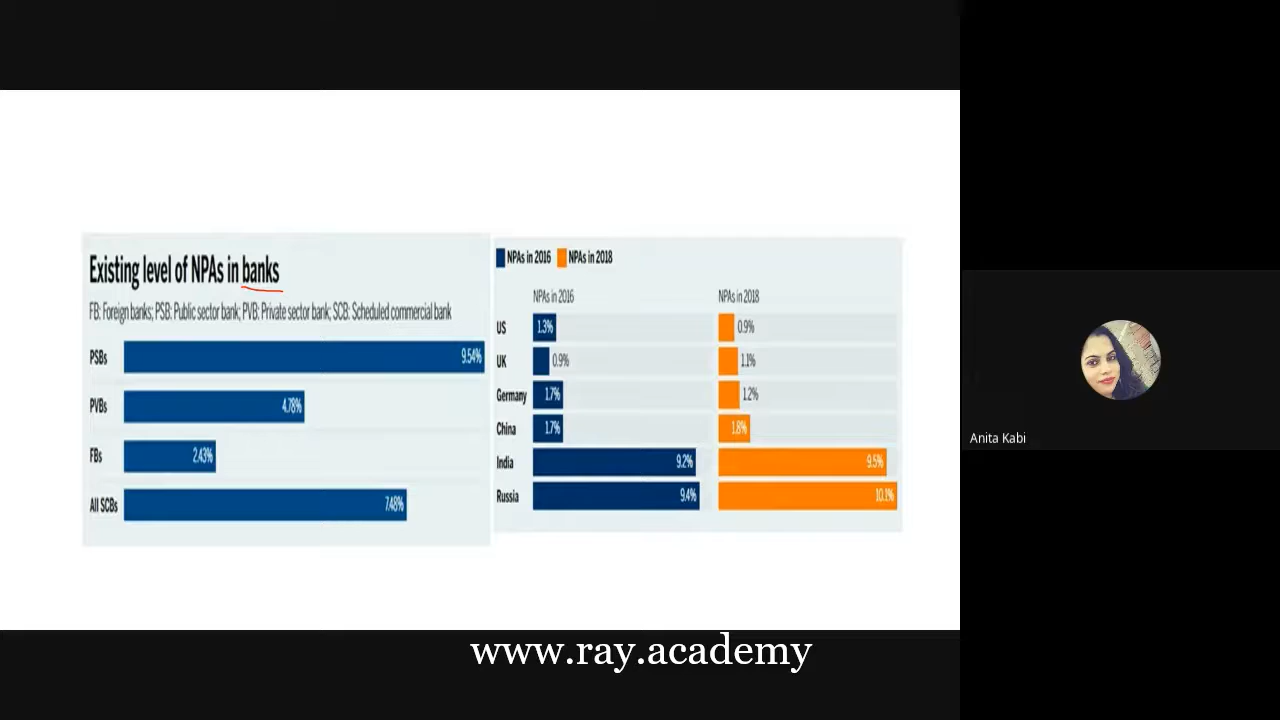 Existing level of NPAs in banks
FB: Foreign banks; PSB: Public sector bank; PVB: Private sector bank; SCB: Scheduled commercial bank
PSBs 9.54%
PVBs 4.78%
FBs 2.43%
All SCBs 7.48%
NPAs in 2016 NPAs in 2018
NPAs in 2016 NPAs in 2018
US 1.3% 0.9%
UK 0.9% 1.1%
Germany 1.7% 1.2%
China 1.7% 1.8%
India 9.2% 9.5%
Russia 9.4% 10.1%
Anita Kabi
www.ray.academy